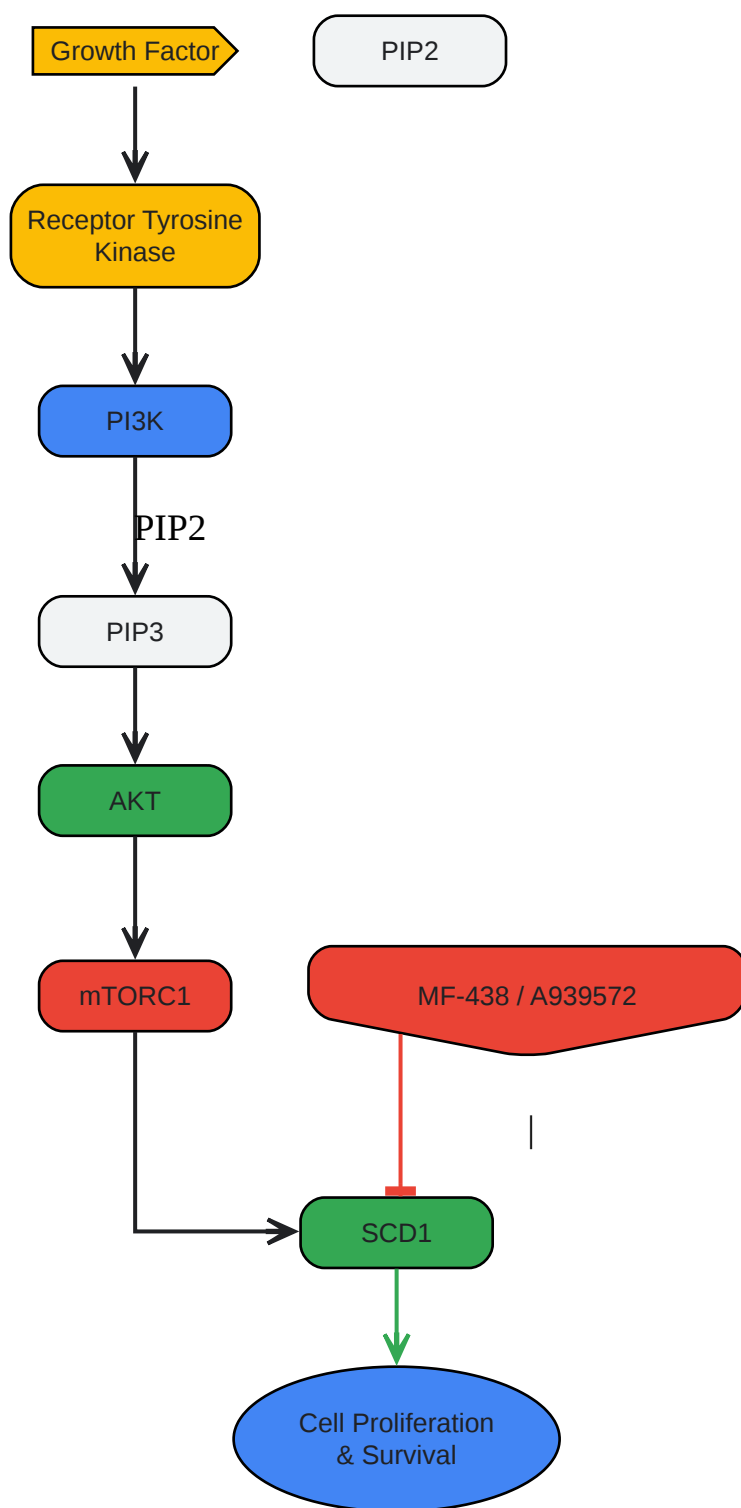 Growth Factor
PIP2
Receptor Tyrosine
Kinase
PI3K
PIP2
PIP3
AKT
mTORC1
MF-438 / A939572
|
SCD1
Cell Proliferation
& Survival